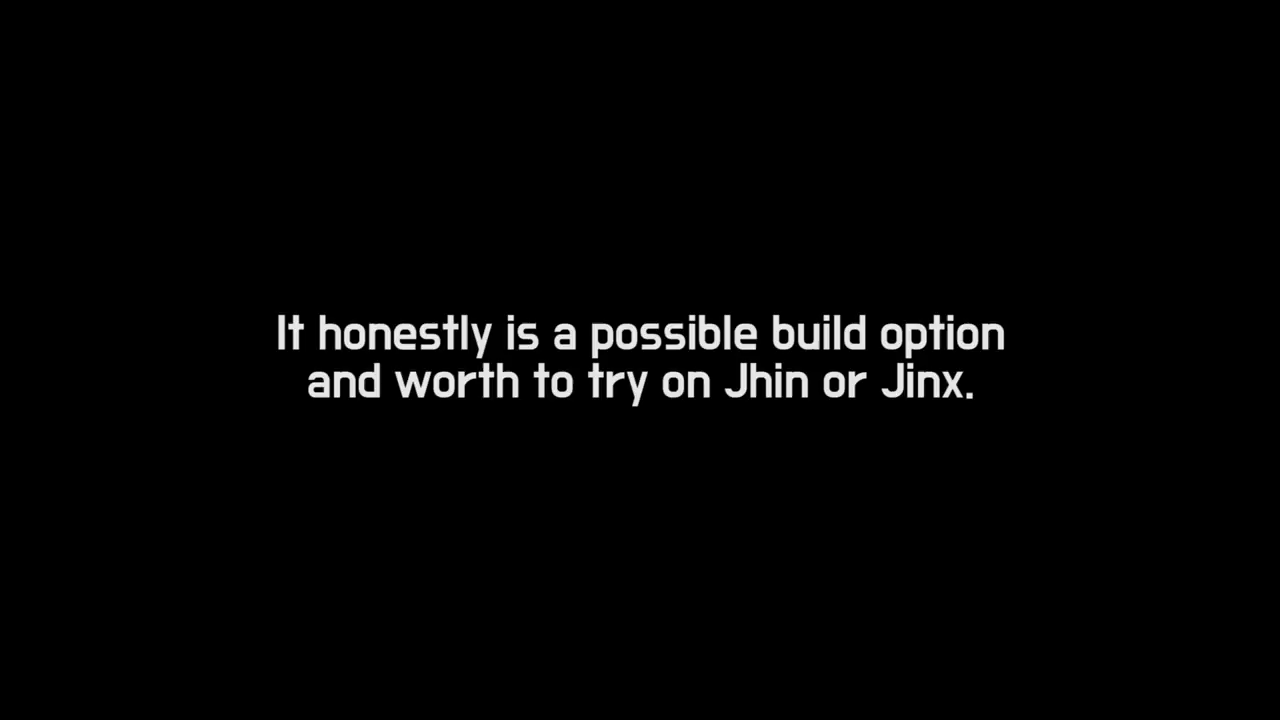 It honestly is a possible build option
and worth to try on Jhin or Jinx.